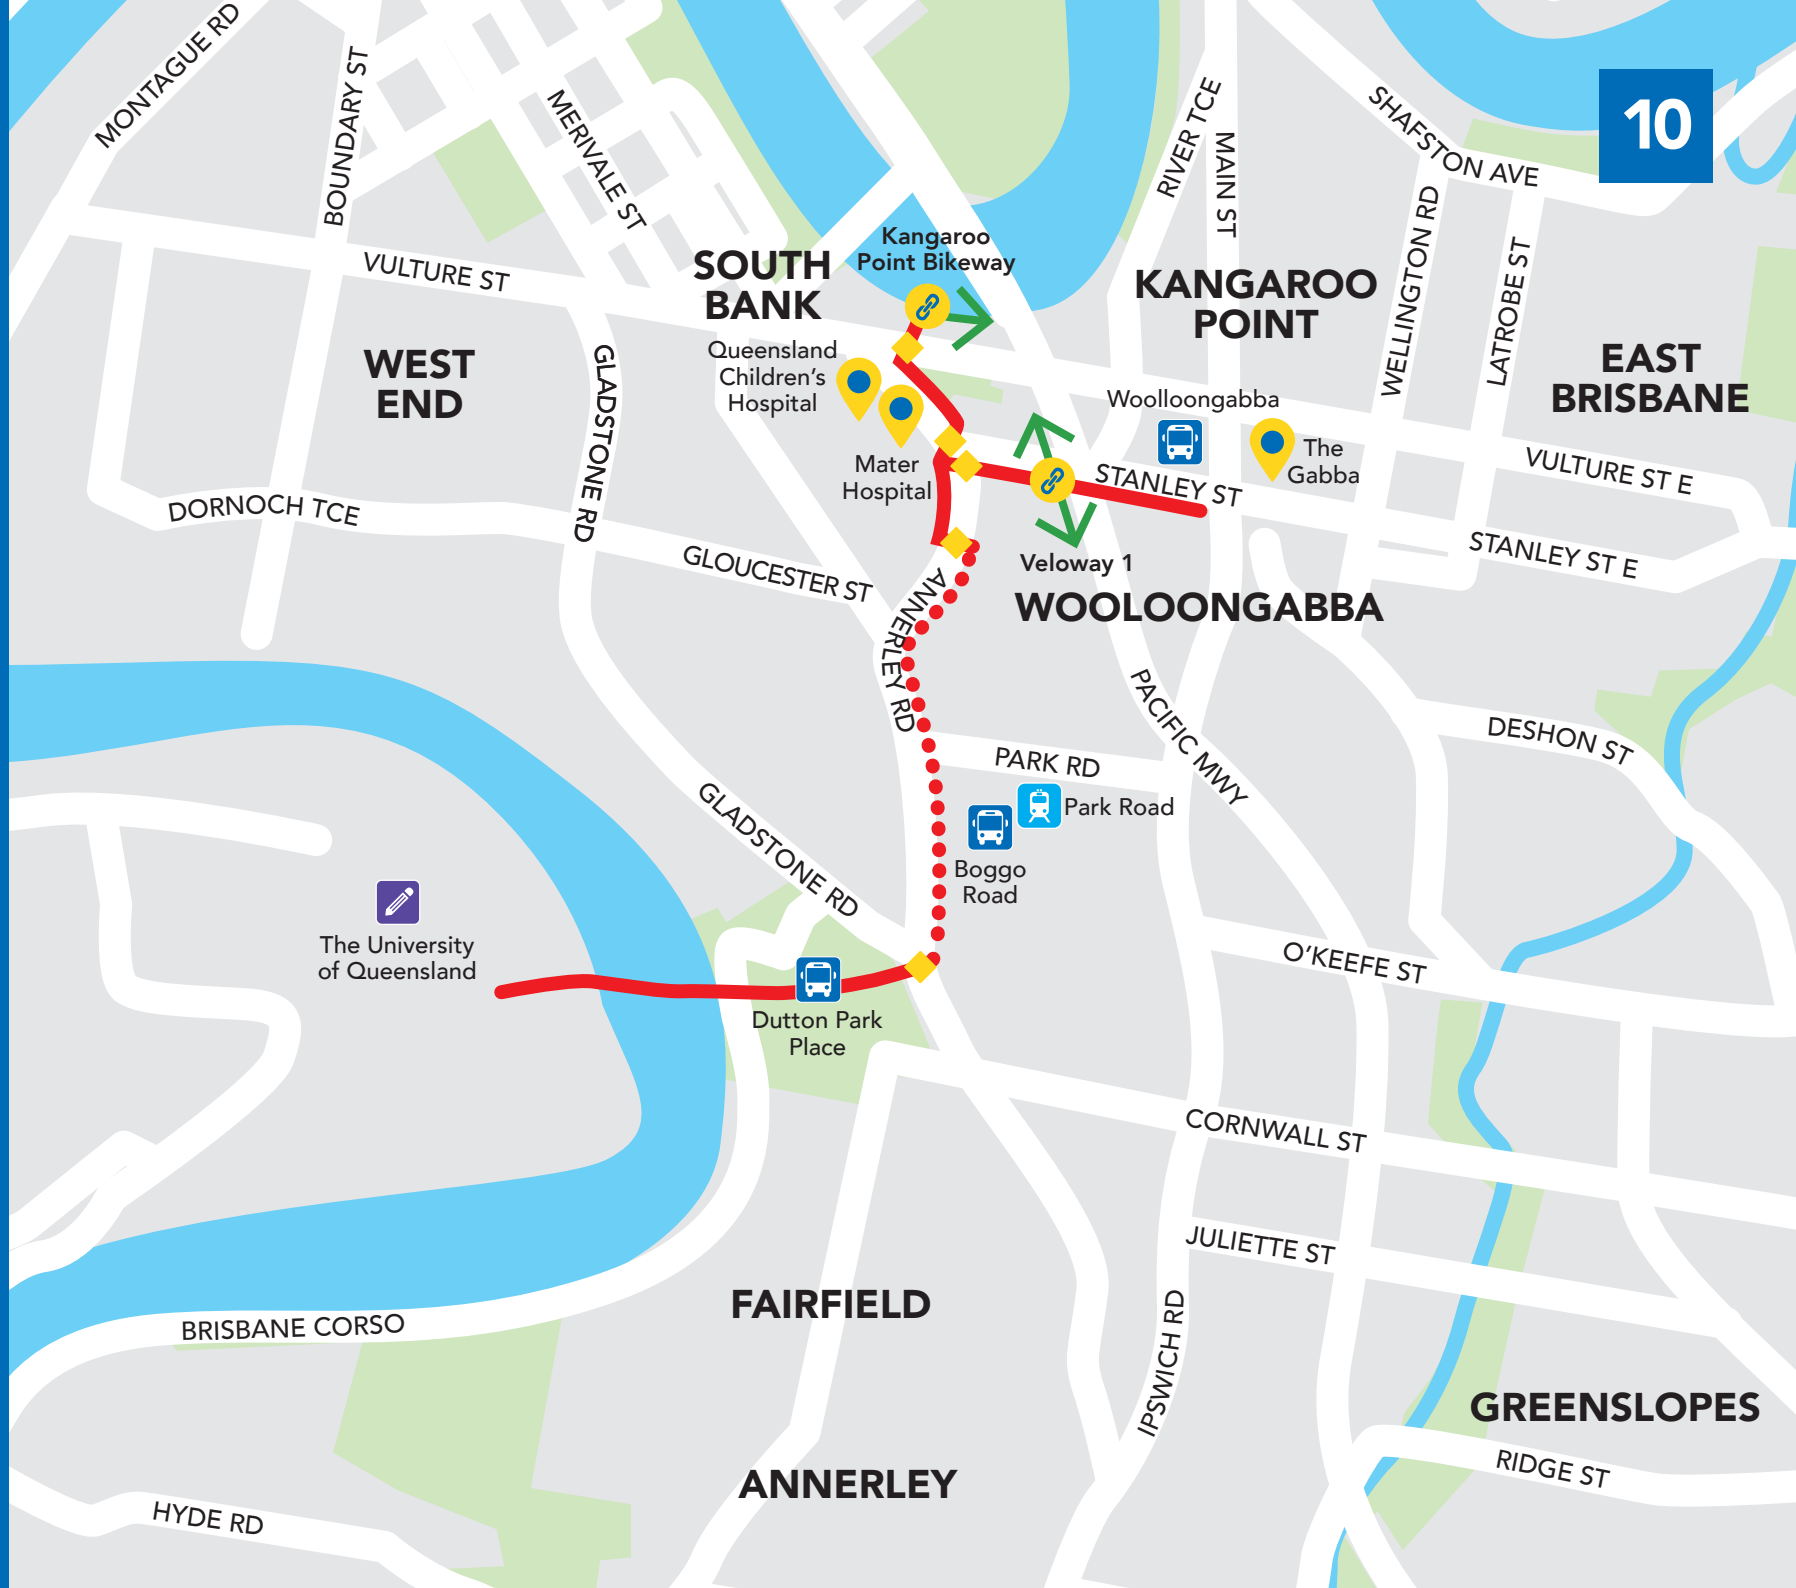 10
MONTAGUE RD
BOUNDARY ST
MERIVALE ST
RIVER TCE
MAIN ST
SHAFSTON AVE
WELLINGTON RD
LATROBE ST
Kangaroo
Point Bikeway
SOUTH
BANK
KANGAROO
POINT
VULTURE ST
WEST
END
GLADSTONE RD
Queensland
Children's
Hospital
Mater
Hospital
Woolloongabba
The
Gabba
EAST
BRISBANE
STANLEY ST
VULTURE ST E
STANLEY ST E
DORNOCH TCE
GLOUCESTER ST
ANNERLEY RD
Veloway 1
WOOLOONGABBA
PACIFIC MWY
DESHON ST
PARK RD
Park Road
Boggo
Road
GLADSTONE RD
The University
of Queensland
Dutton Park
Place
O'KEEFE ST
CORNWALL ST
JULIETTE ST
IPSWICH RD
FAIRFIELD
BRISBANE CORSO
GREENSLOPES
RIDGE ST
ANNERLEY
HYDE RD